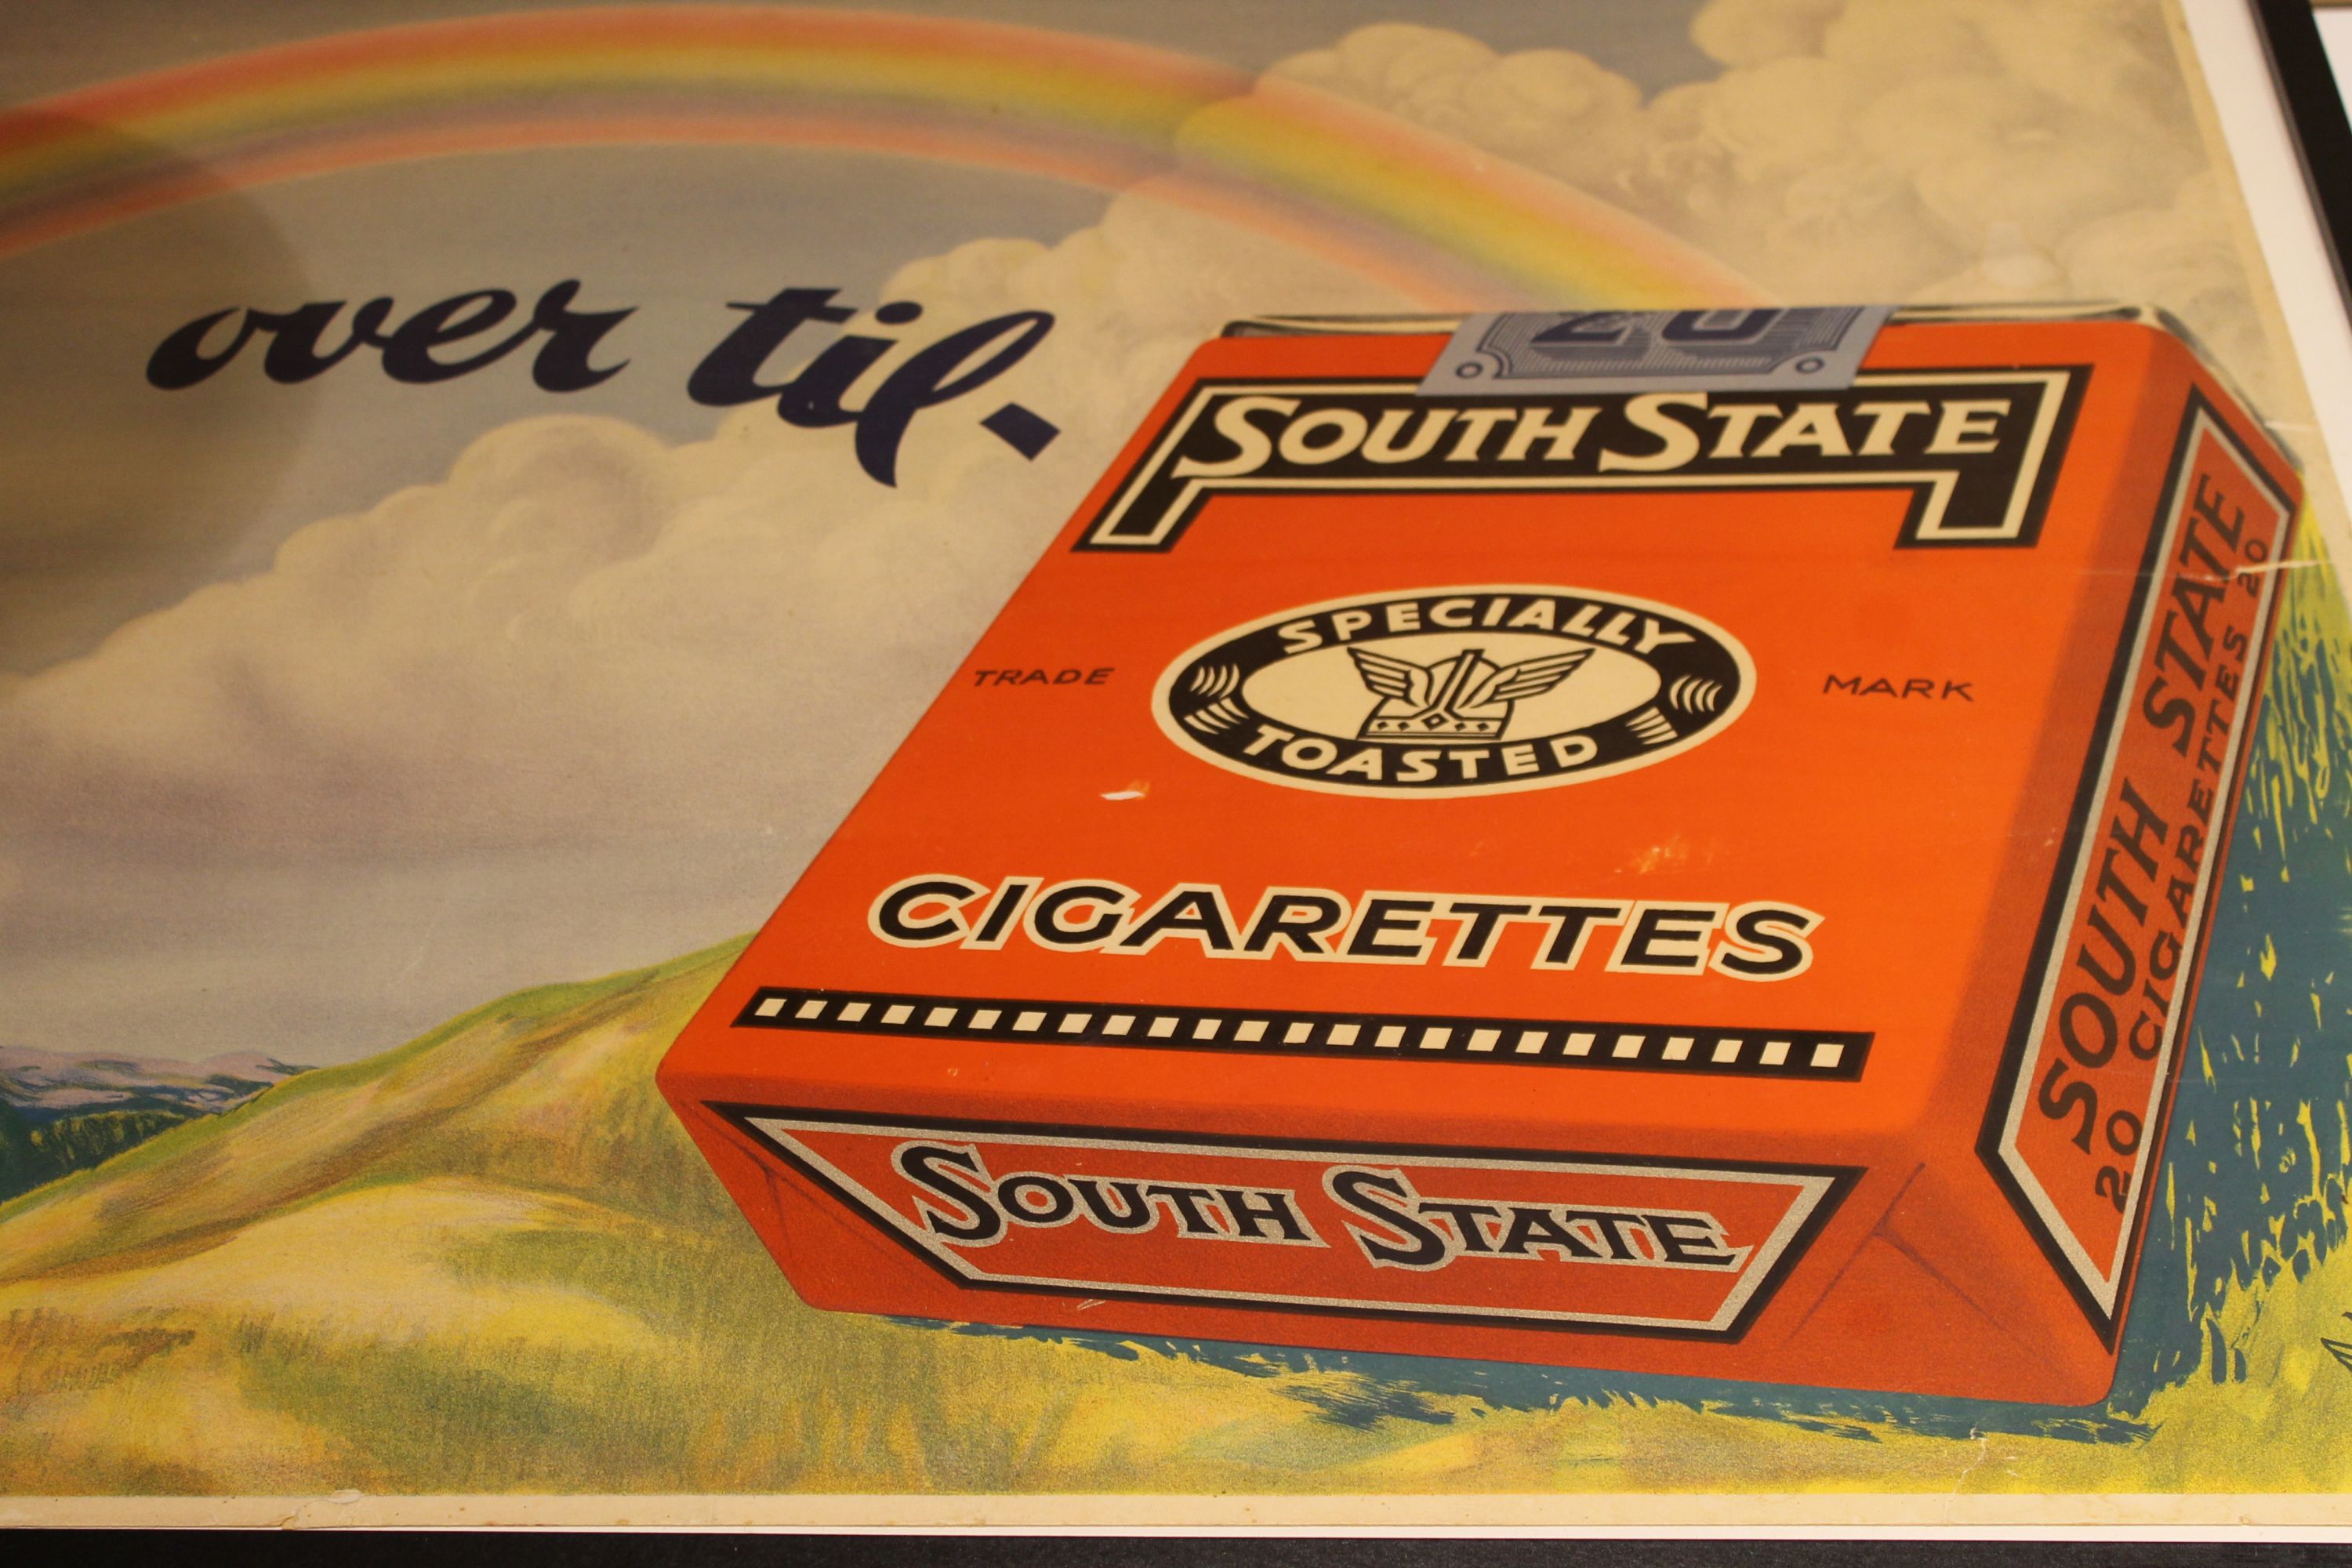 over til-
20
SOUTH STATE
SPECIALLY
TRADE MARK
TOASTED
CIGARETTES
SOUTH STATE
SOUTH STATE
20 CIGARETTES 20